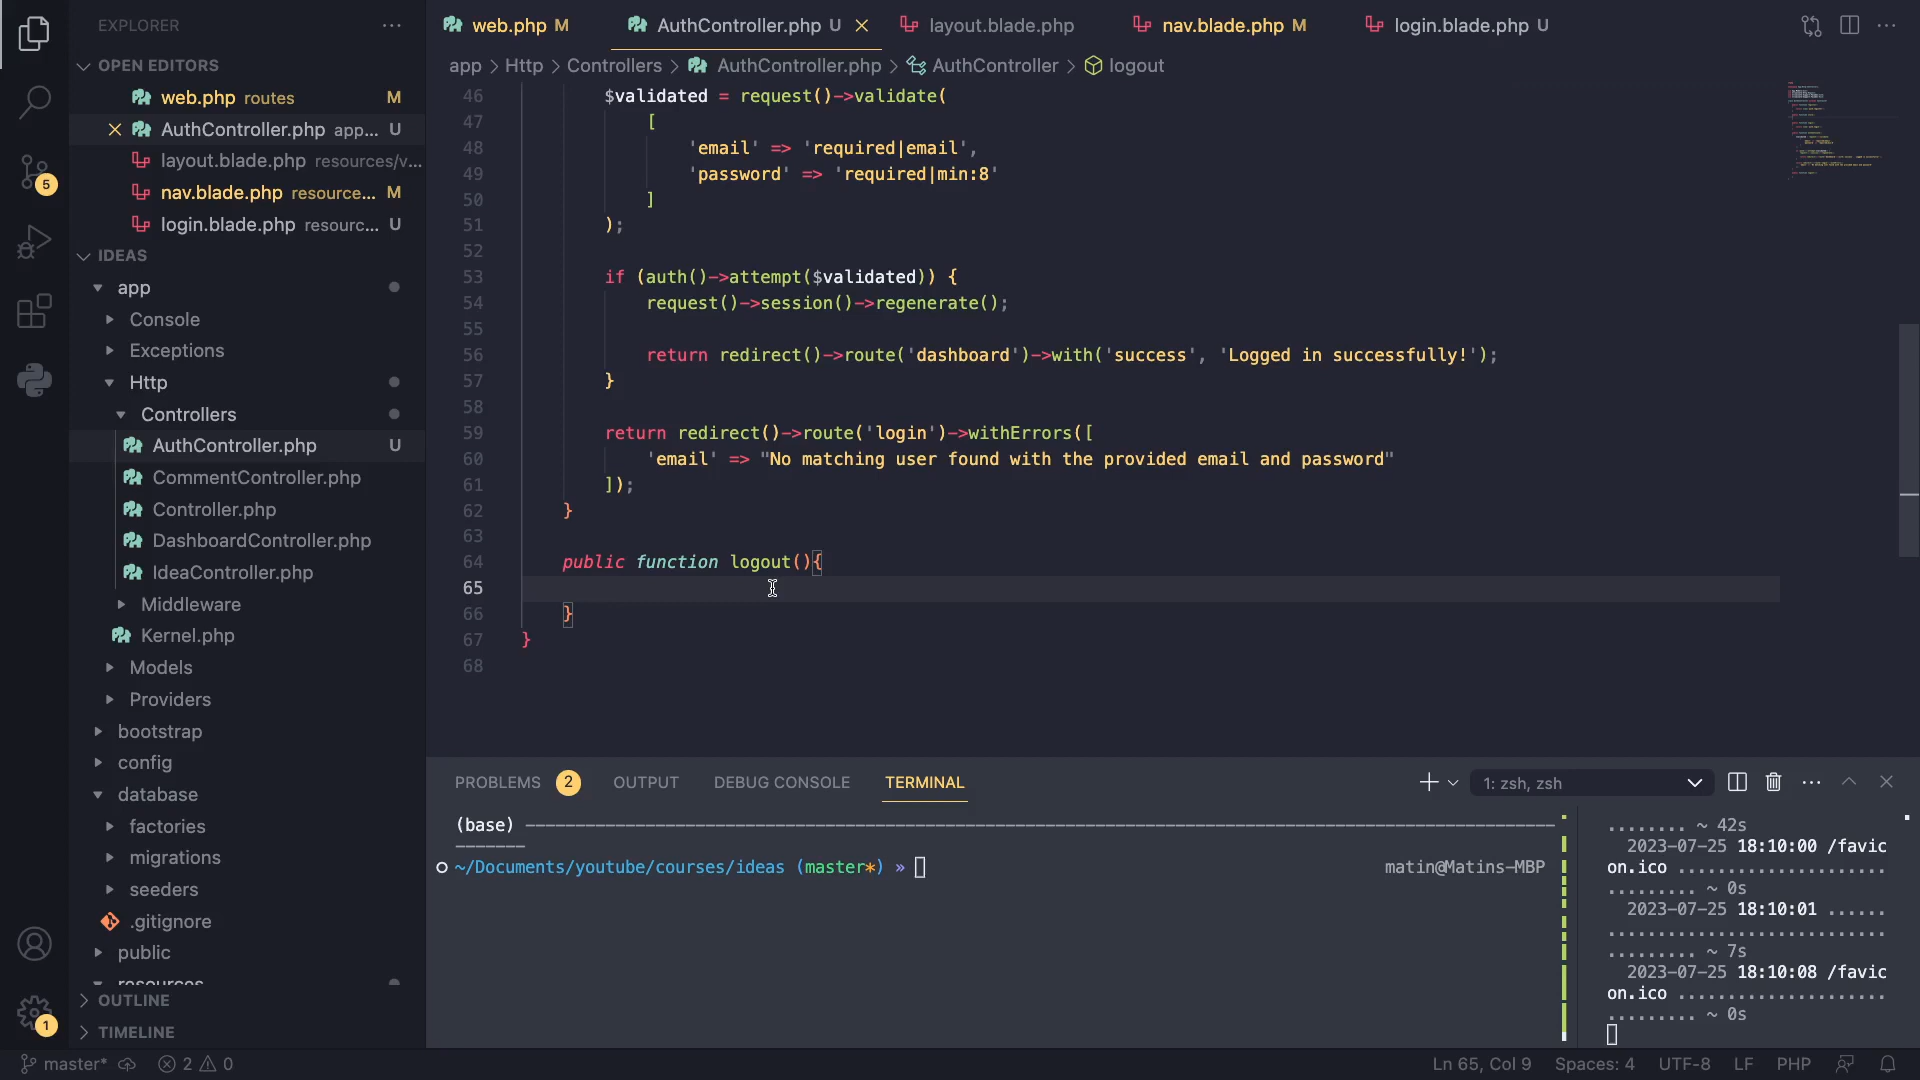 EXPLORER
OPEN EDITORS
web.php routes M
AuthController.php app... U
layout.blade.php resources/v...
nav.blade.php resource... M
login.blade.php resourc... U
5
IDEAS
app
Console
Exceptions
Http
Controllers
AuthController.php U
CommentController.php
Controller.php
DashboardController.php
IdeaController.php
Middleware
Kernel.php
Models
Providers
bootstrap
config
database
factories
migrations
seeders
.gitignore
public
resources
OUTLINE
TIMELINE
1
web.php M AuthController.php U layout.blade.php nav.blade.php M login.blade.php U
app > Http > Controllers > AuthController.php > AuthController > logout
46 $validated = request()->validate(
47 [
48 'email' => 'required|email',
49 'password' => 'required|min:8'
50 ]
51 );
52
53 if (auth()->attempt($validated)) {
54 request()->session()->regenerate();
55
56 return redirect()->route('dashboard')->with('success', 'Logged in successfully!');
57 }
58
59 return redirect()->route('login')->withErrors([
60 'email' => "No matching user found with the provided email and password"
61 ]);
62 }
63
64 public function logout(){
65
66 }
67 }
68
PROBLEMS 2 OUTPUT DEBUG CONSOLE TERMINAL
1: zsh, zsh
(base)
~/Documents/youtube/courses/ideas (master*) »
matin@Matins-MBP
........ ~ 42s
2023-07-25 18:10:00 /favic
on.ico .....................
......... ~ 0s
2023-07-25 18:10:01 ......
............................
......... ~ 7s
2023-07-25 18:10:08 /favic
on.ico .....................
......... ~ 0s
master* 2 0
Ln 65, Col 9 Spaces: 4 UTF-8 LF PHP